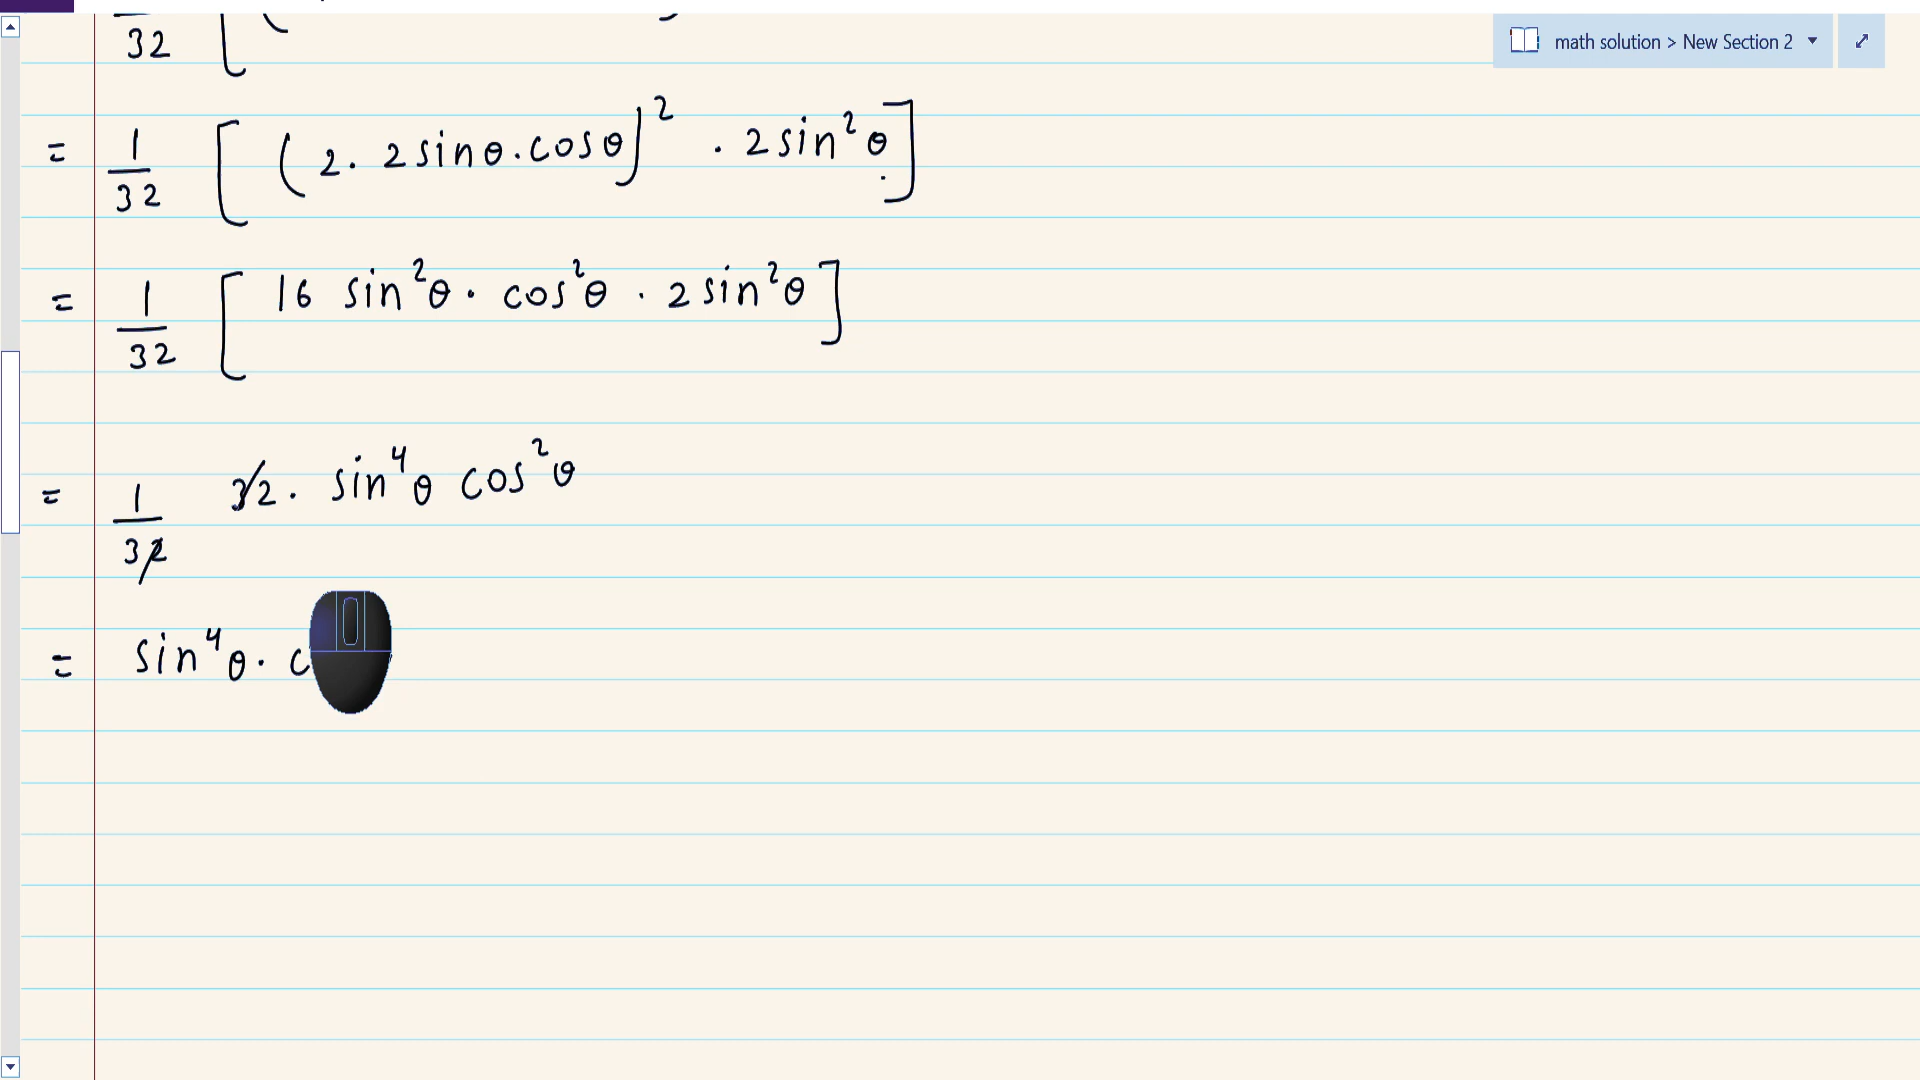 math solution > New Section 2
32 [ (
= 1/32 [ (2. 2sinθ.cosθ)² . 2sin²θ ]
= 1/32 [ 16 sin²θ . cos²θ . 2sin²θ ]
= 1/32 32. sin⁴θ cos²θ
= sin⁴θ. c